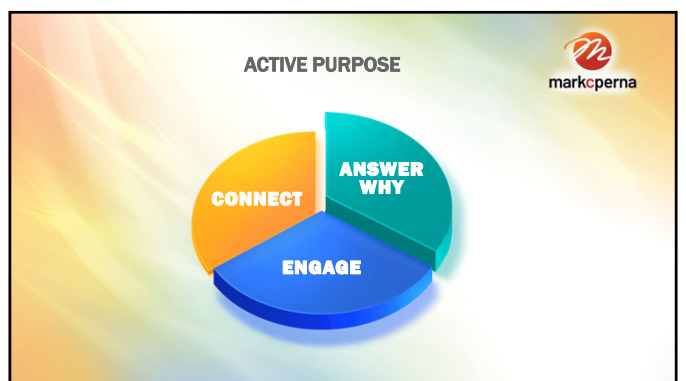 ACTIVE PURPOSE
markcperna
ANSWER
WHY
CONNECT
ENGAGE